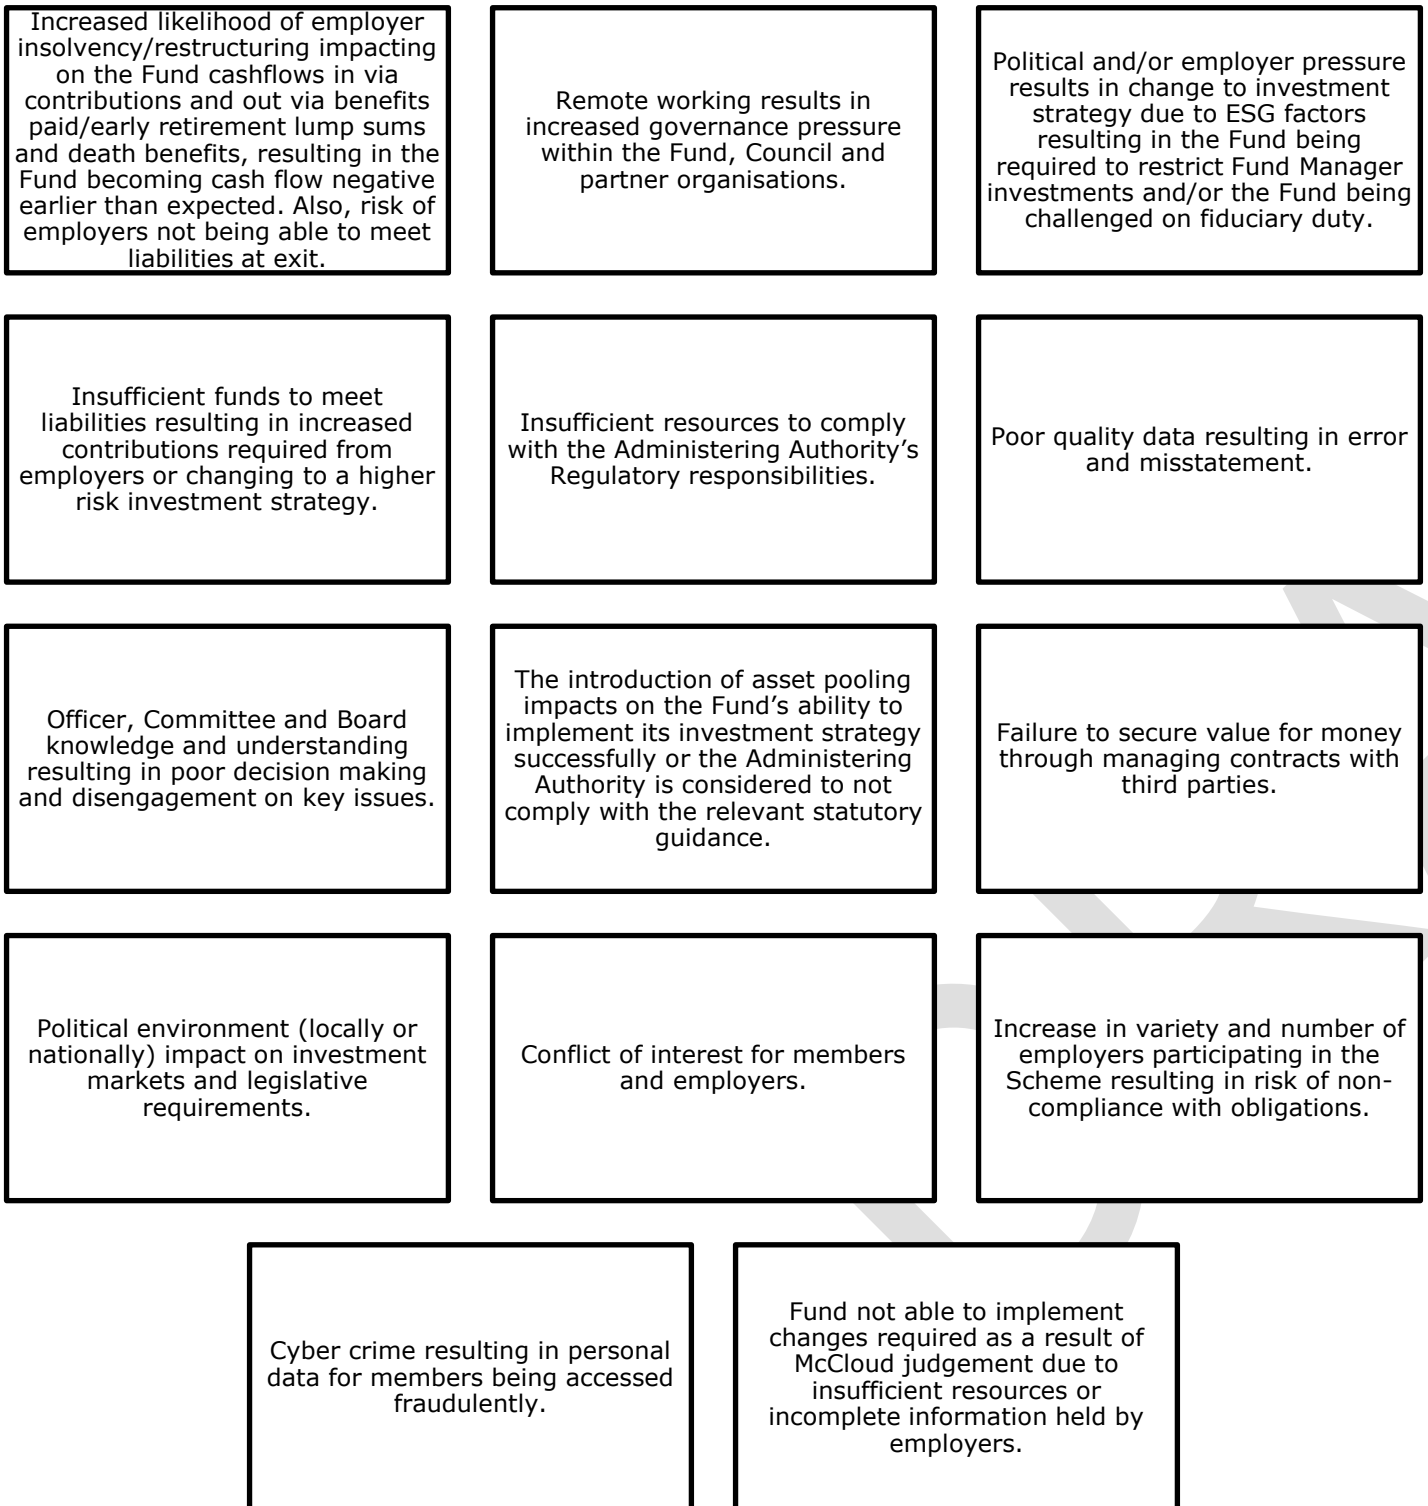 Increased likelihood of employer
insolvency/restructuring impacting
on the Fund cashflows in via
contributions and out via benefits
paid/early retirement lump sums
and death benefits, resulting in the
Fund becoming cash flow negative
earlier than expected. Also, risk of
employers not being able to meet
liabilities at exit.
Remote working results in
increased governance pressure
within the Fund, Council and
partner organisations.
Political and/or employer pressure
results in change to investment
strategy due to ESG factors
resulting in the Fund being
required to restrict Fund Manager
investments and/or the Fund being
challenged on fiduciary duty.
Insufficient funds to meet
liabilities resulting in increased
contributions required from
employers or changing to a higher
risk investment strategy.
Insufficient resources to comply
with the Administering Authority’s
Regulatory responsibilities.
Poor quality data resulting in error
and misstatement.
Officer, Committee and Board
knowledge and understanding
resulting in poor decision making
and disengagement on key issues.
The introduction of asset pooling
impacts on the Fund’s ability to
implement its investment strategy
successfully or the Administering
Authority is considered to not
comply with the relevant statutory
guidance.
Failure to secure value for money
through managing contracts with
third parties.
Political environment (locally or
nationally) impact on investment
markets and legislative
requirements.
Conflict of interest for members
and employers.
Increase in variety and number of
employers participating in the
Scheme resulting in risk of non-
compliance with obligations.
Cyber crime resulting in personal
data for members being accessed
fraudulently.
Fund not able to implement
changes required as a result of
McCloud judgement due to
insufficient resources or
incomplete information held by
employers.